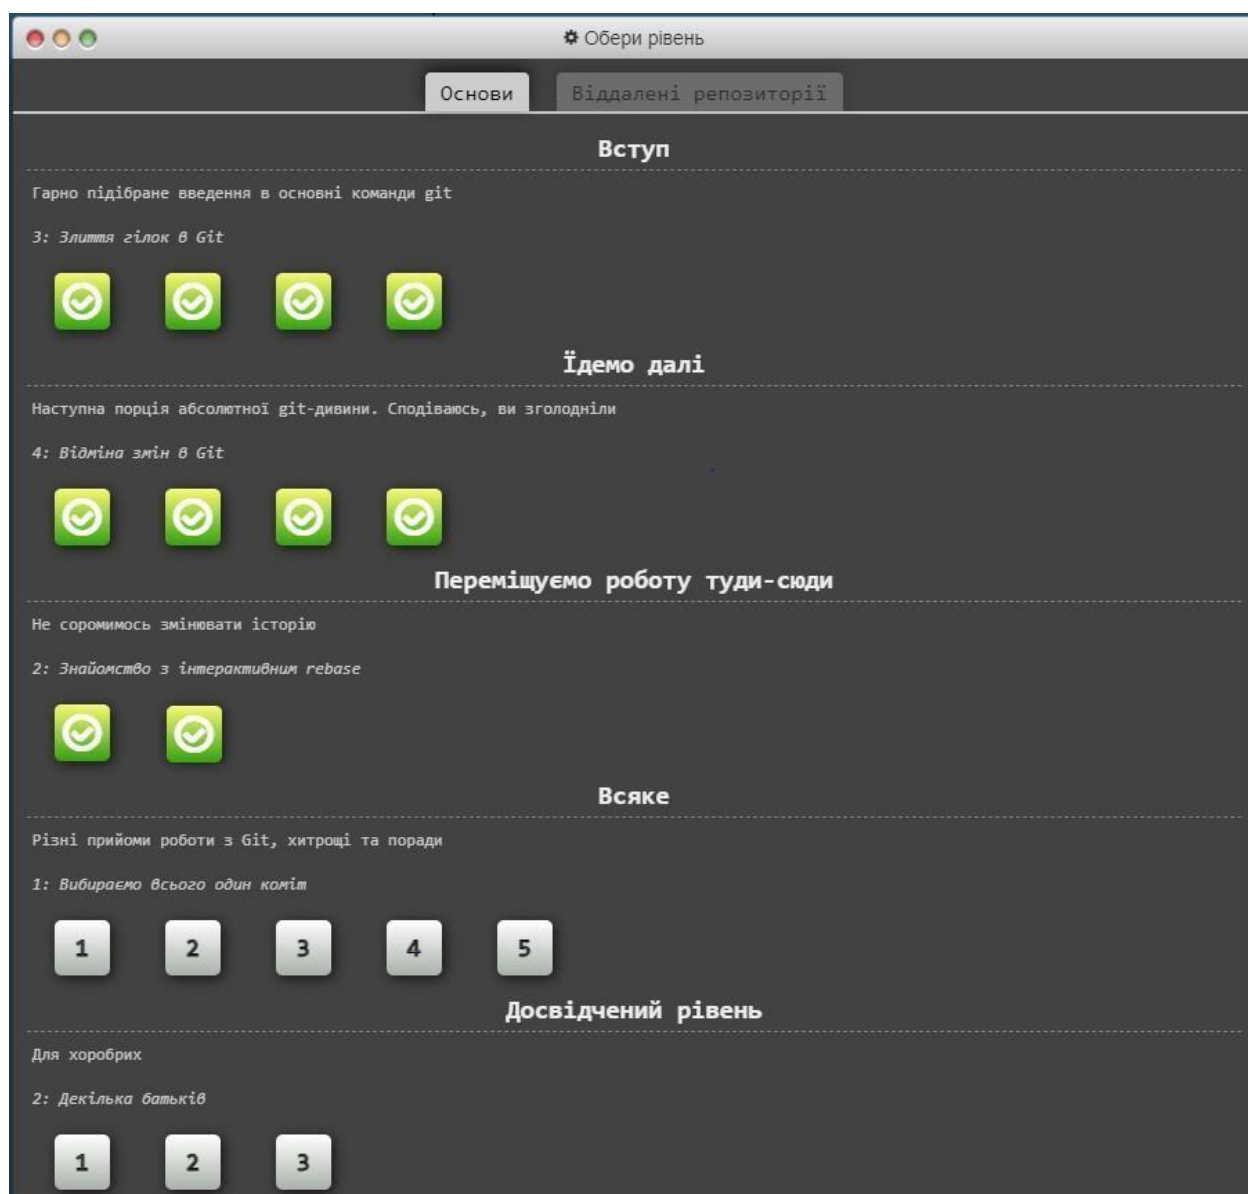 Обери рівень
Основи Віддалені репозиторії
Вступ
Гарно підібране введення в основні команди git
3: Злиття гілок в Git
Їдемо далі
Наступна порція абсолютної git-дивини. Сподіваюсь, ви зголодніли
4: Відміна змін в Git
Переміщуємо роботу туди-сюди
Не соромимось змінювати історію
2: Знайомство з інтерактивним rebase
Всяке
Різні прийоми роботи з Git, хитрощі та поради
1: Вибираємо всього один коміт
1 2 3 4 5
Досвідчений рівень
Для хоробрих
2: Декілька батьків
1 2 3